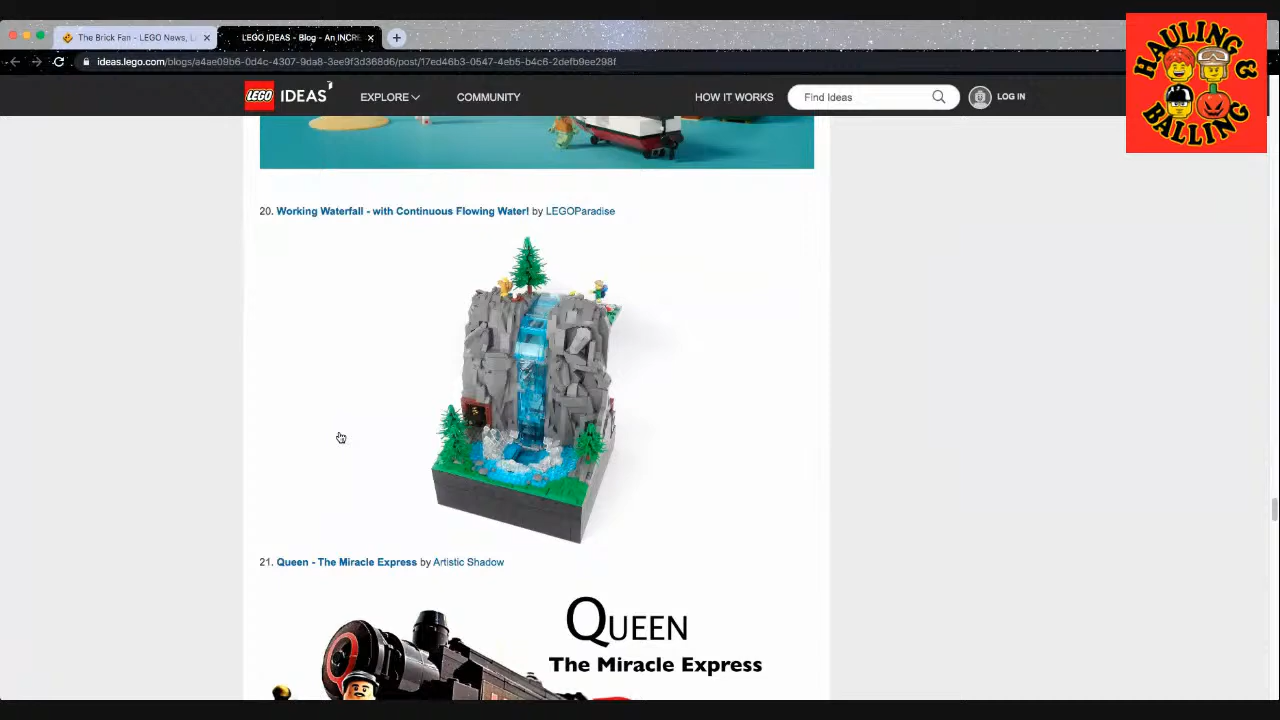 The Brick Fan - LEGO News, L
LEGO IDEAS - Blog - An INCRE
ideas.lego.com/blogs/a4ae09b6-0d4c-4307-9da8-3ee9f3d368d6/post/17ed46b3-0547-4eb5-b4c6-2defb9ee298f
HAULING &
BALLING
LEGO IDEAS
EXPLORE
COMMUNITY
HOW IT WORKS
Find Ideas
LOG IN
20. Working Waterfall - with Continuous Flowing Water! by LEGOParadise
21. Queen - The Miracle Express by Artistic Shadow
QUEEN
The Miracle Express